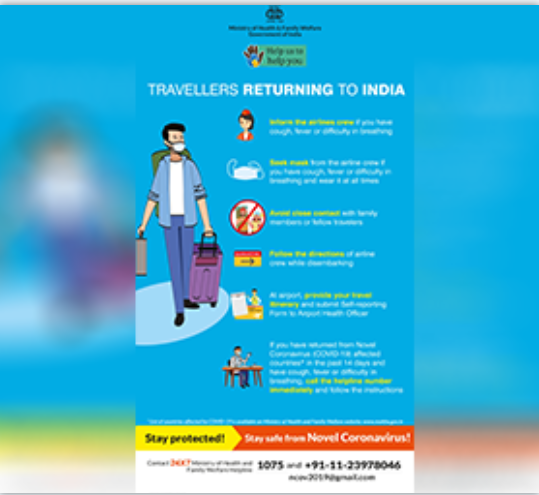 Ministry of Health & Family Welfare
Government of India
Help us to
help you
TRAVELLERS RETURNING TO INDIA
Inform the airlines crew if you have
cough, fever or difficulty in breathing
Seek mask from the airline crew if
you have cough, fever or difficulty in
breathing and wear it at all times
Avoid close contact with family
members or fellow travelers
Follow the directions of airline
crew while disembarking
At airport, provide your travel
itinerary and submit Self-reporting
Form to Airport Health Officer
If you have returned from Novel
Coronavirus (COVID-19) affected
countries* in the past 14 days and
have cough, fever or difficulty in
breathing, call the helpline number
immediately and follow the instructions
Stay protected! Stay safe from Novel Coronavirus!
Contact 24X7 Ministry of Health and
Family Welfare Helpline 1075 and +91-11-23978046
ncov2019@gmail.com